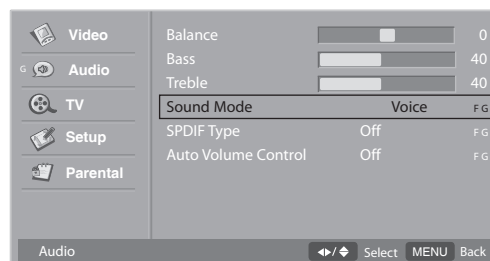 Video
G Audio
TV
Setup
Parental
Balance 0
Bass 40
Treble 40
Sound Mode Voice F G
SPDIF Type Off F G
Auto Volume Control Off F G
Audio Select MENU Back